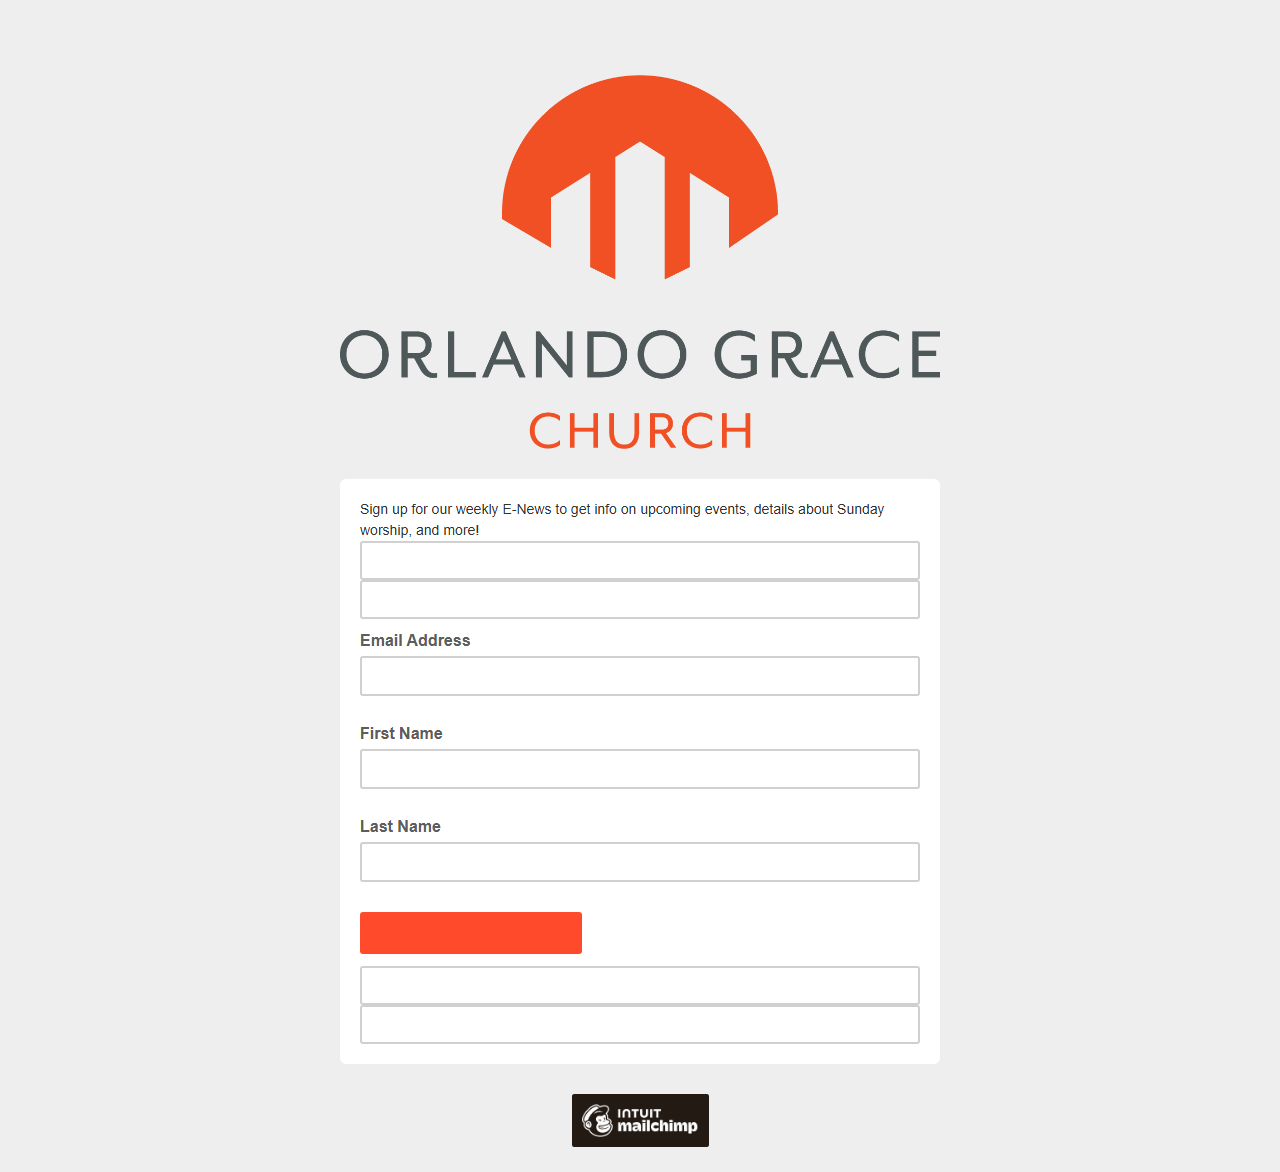 ORLANDO GRACE
CHURCH
Sign up for our weekly E-News to get info on upcoming events, details about Sunday
worship, and more!
Email Address
First Name
Last Name
INTUIT
mailchimp